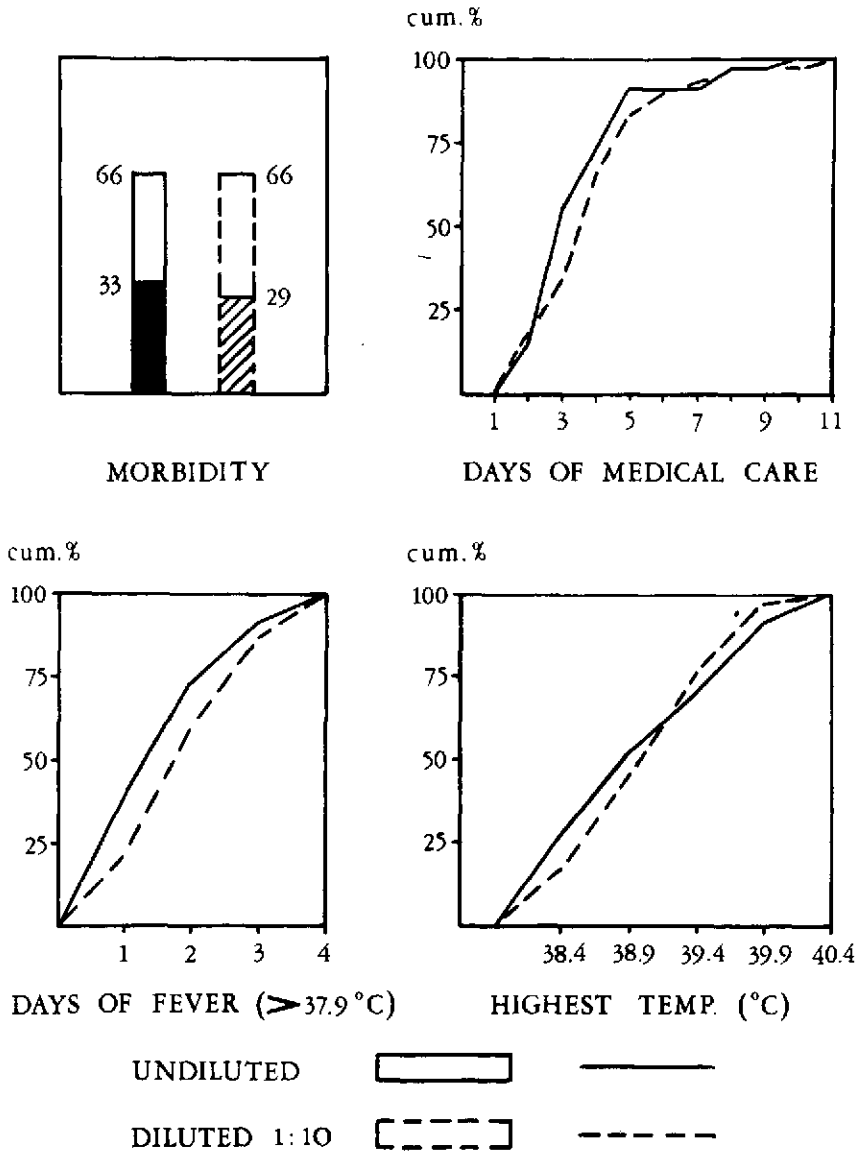 cum.%
100
75
50
25
1 3 5 7 9 11
66 66
33 29
MORBIDITY
DAYS OF MEDICAL CARE
cum.%
100
75
50
25
1 2 3 4
DAYS OF FEVER (>37.9 °C)
cum.%
100
75
50
25
38.4 38.9 39.4 39.9 40.4
HIGHEST TEMP. (°C)
UNDILUTED
DILUTED 1:10